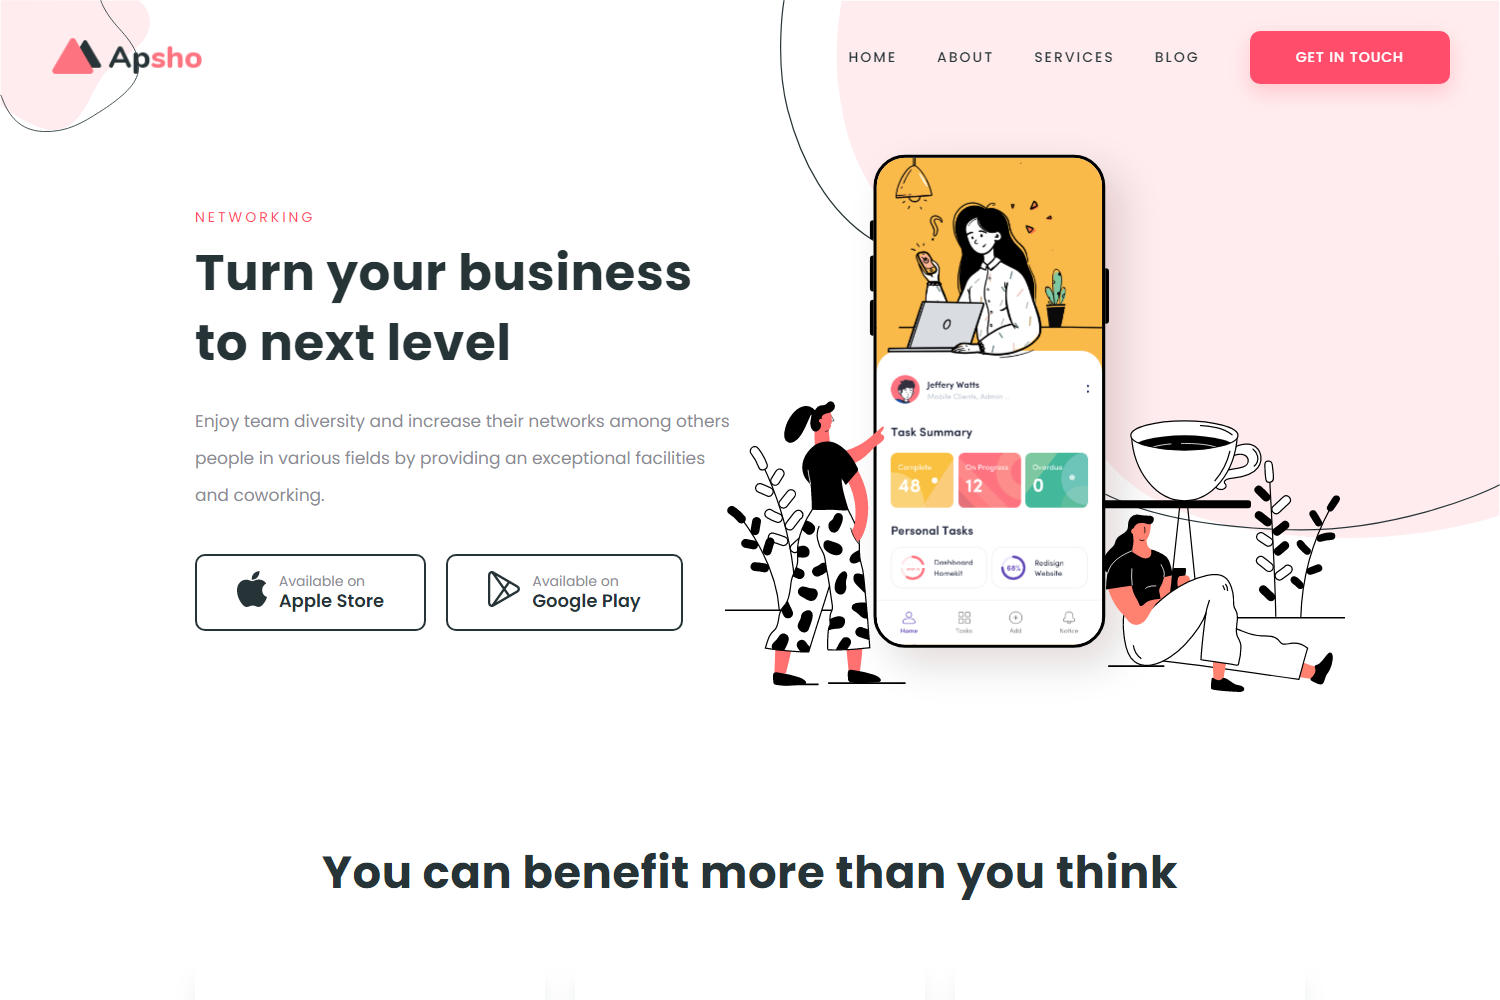 Apsho
HOME
ABOUT
SERVICES
BLOG
GET IN TOUCH
NETWORKING
Turn your business
to next level
Enjoy team diversity and increase their networks among others
people in various fields by providing an exceptional facilities
and coworking.
Available on
Apple Store
Available on
Google Play
Jeffery Watts
Mobile Clients, Admin ...
Task Summary
Complete
48
On Progress
12
Overdue
0
Personal Tasks
Dashboard
Homekit
68%
Redisign
Website
Home
Tasks
Add
Notice
You can benefit more than you think